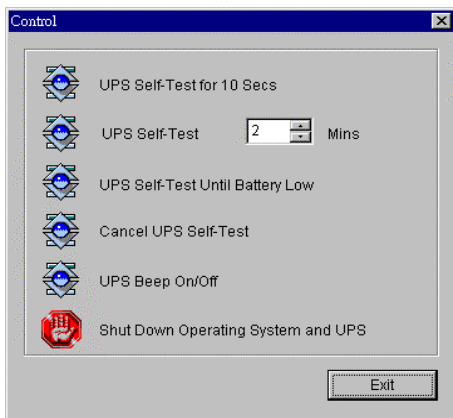 Control
UPS Self-Test for 10 Secs
UPS Self-Test 2 Mins
UPS Self-Test Until Battery Low
Cancel UPS Self-Test
UPS Beep On/Off
Shut Down Operating System and UPS
Exit